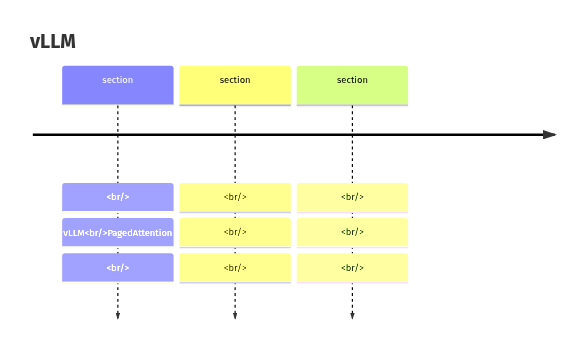 vLLM
section
section
section
<br/>
vLLM<br/>PagedAttention
<br/>
<br/>
<br/>
<br/>
<br/>
<br/>
<br/>